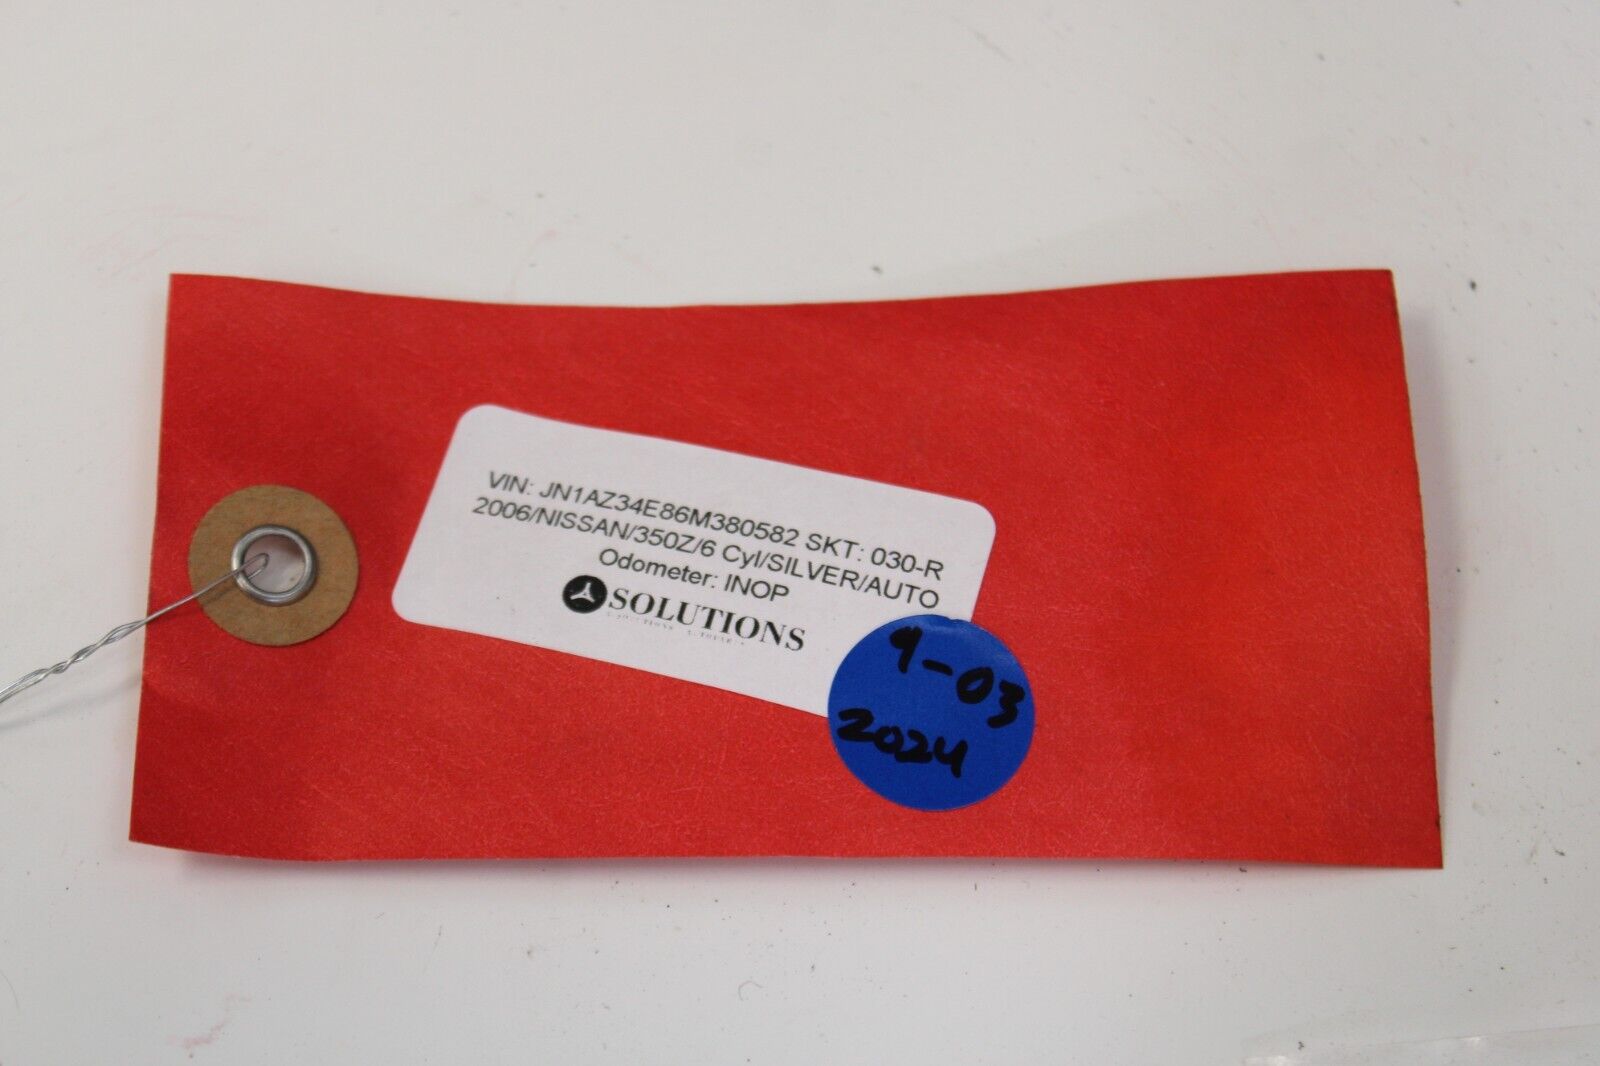 VIN: JN1AZ34E86M380582 SKT: 030-R
2006/NISSAN/350Z/6 Cyl/SILVER/AUTO
Odometer: INOP
SOLUTIONS
9-03
2024